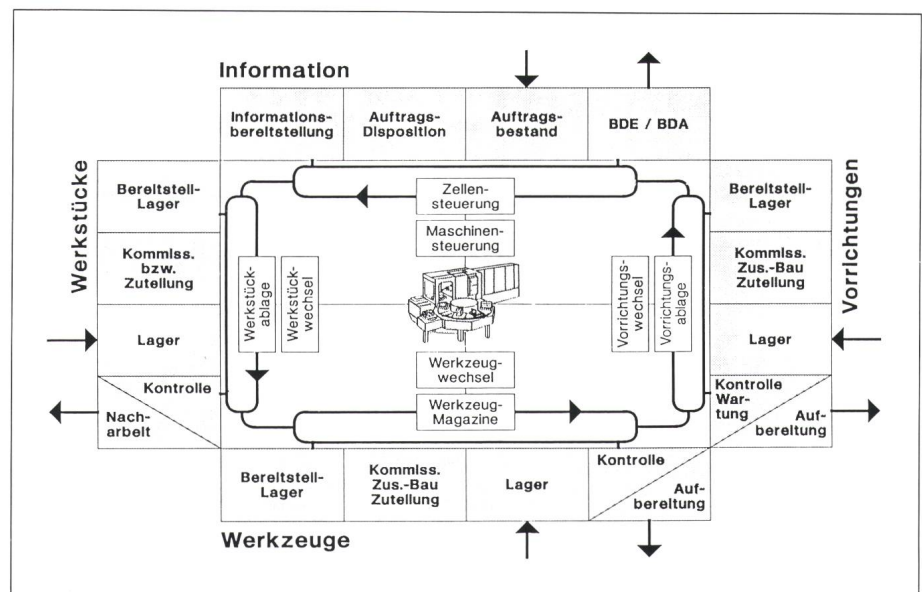 Information
Informations-
bereitstellung
Auftrags-
Disposition
Auftrags-
bestand
BDE / BDA
Werkstücke
Bereitstell-
Lager
Kommiss.
bzw.
Zuteilung
Lager
Kontrolle
Nach-
arbeit
Werkstück-
ablage
Werkstück-
wechsel
Zellen-
steuerung
Maschinen-
steuerung
Werkzeug-
wechsel
Werkzeug-
Magazine
Vorrichtungs-
wechsel
Vorrichtungs-
ablage
Bereitstell-
Lager
Kommiss.
Zus.-Bau
Zuteilung
Lager
Kontrolle
War-
tung
Auf-
bereitung
Vorrichtungen
Bereitstell-
Lager
Kommiss.
Zus.-Bau
Zuteilung
Lager
Kontrolle
Auf-
bereitung
Werkzeuge